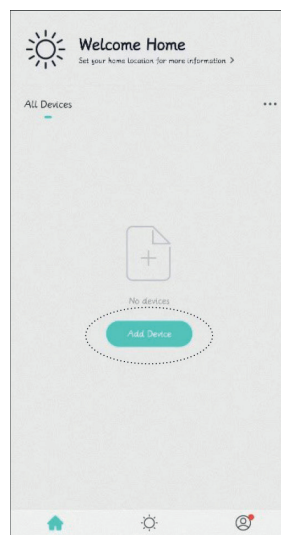 Welcome Home
Set your home location for more information >
All Devices
No devices
Add Device